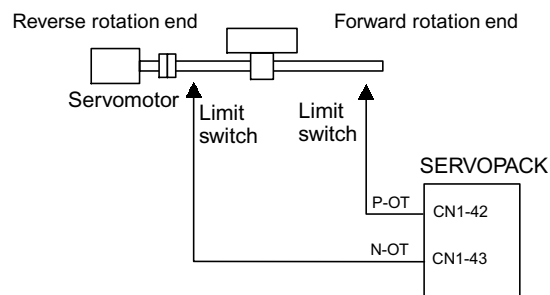 Reverse rotation end
Forward rotation end
Servomotor
Limit
switch
Limit
switch
SERVOPACK
P-OT
CN1-42
N-OT
CN1-43